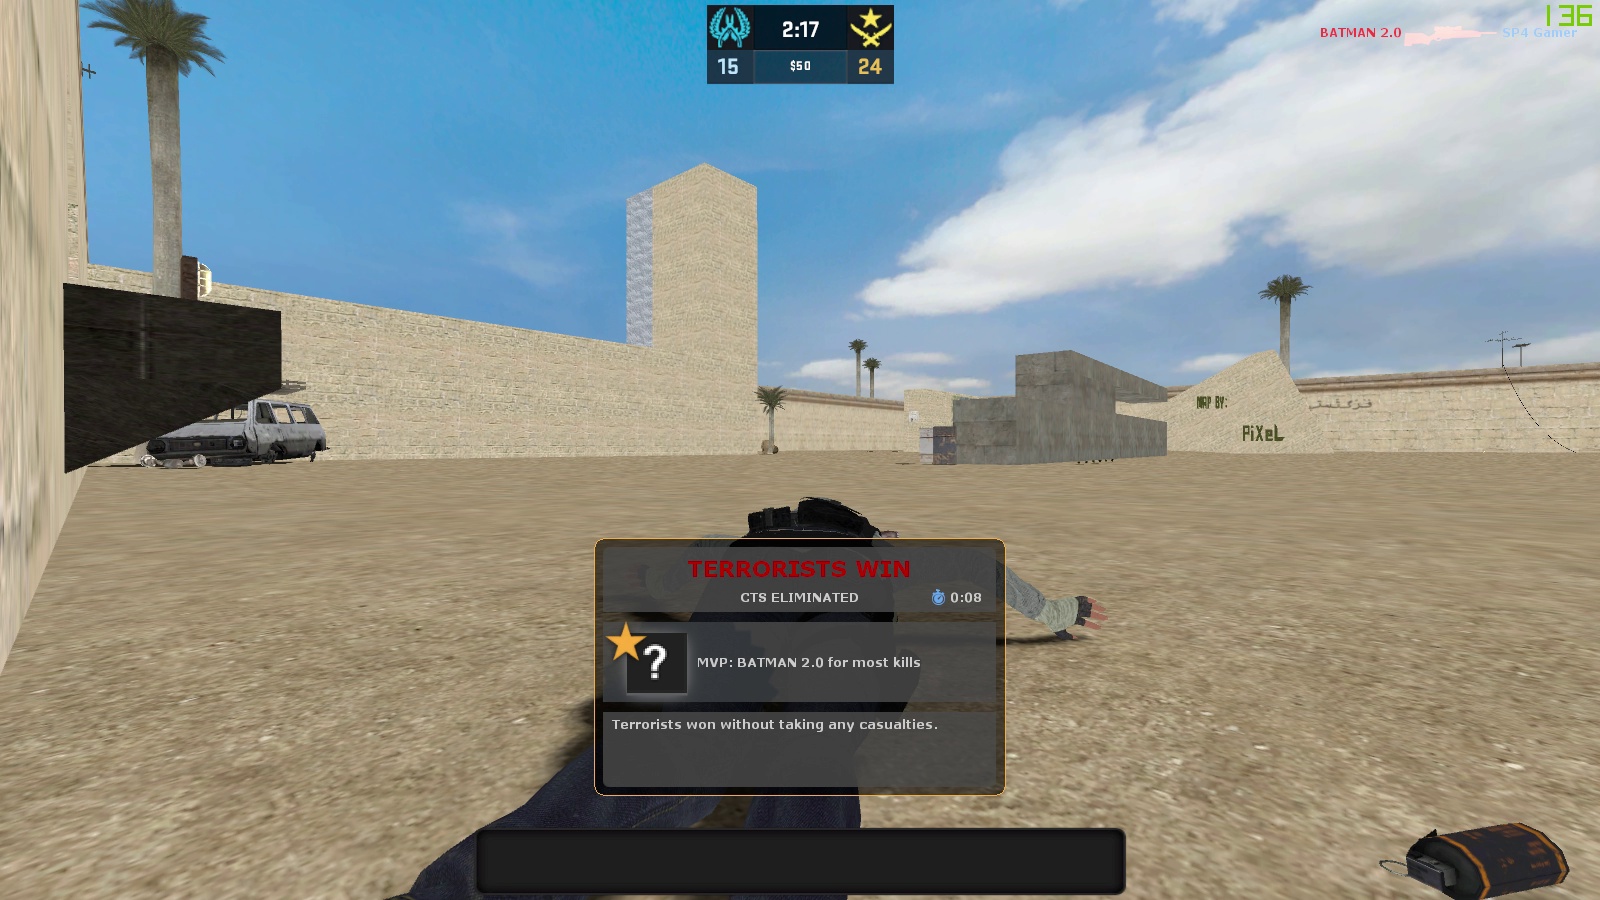 136
2:17
BATMAN 2.0 SP4 Gamer
15 $50 24
MAP BY:
PiXeL
TERRORISTS WIN
CTS ELIMINATED 0:08
?
MVP: BATMAN 2.0 for most kills
Terrorists won without taking any casualties.